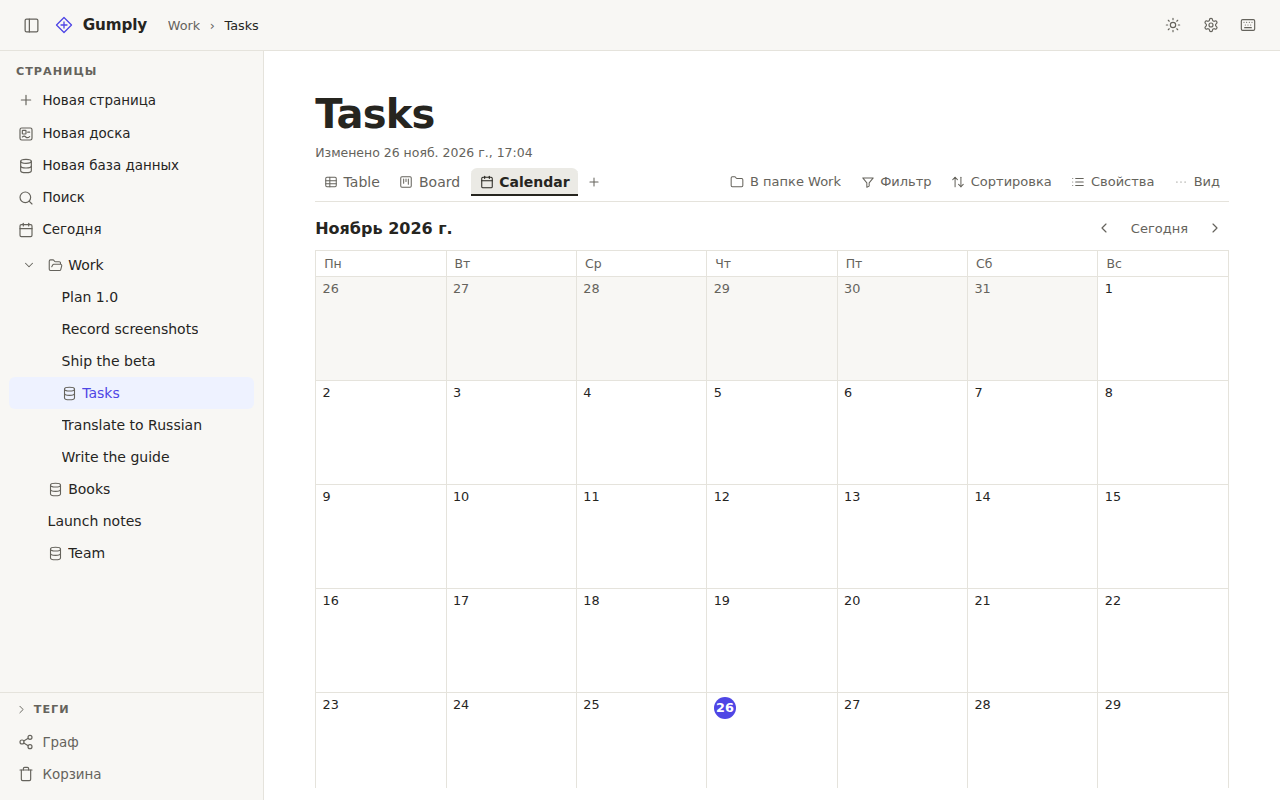 Gumply Work › Tasks
СТРАНИЦЫ
Новая страница
Новая доска
Новая база данных
Поиск
Сегодня
Work
Plan 1.0
Record screenshots
Ship the beta
Tasks
Translate to Russian
Write the guide
Books
Launch notes
Team
ТЕГИ
Граф
Корзина
Tasks
Изменено 26 нояб. 2026 г., 17:04
Table Board Calendar В папке Work Фильтр Сортировка Свойства Вид
Ноябрь 2026 г. Сегодня
Пн Вт Ср Чт Пт Сб Вс
26 27 28 29 30 31 1
2 3 4 5 6 7 8
9 10 11 12 13 14 15
16 17 18 19 20 21 22
23 24 25 26 27 28 29